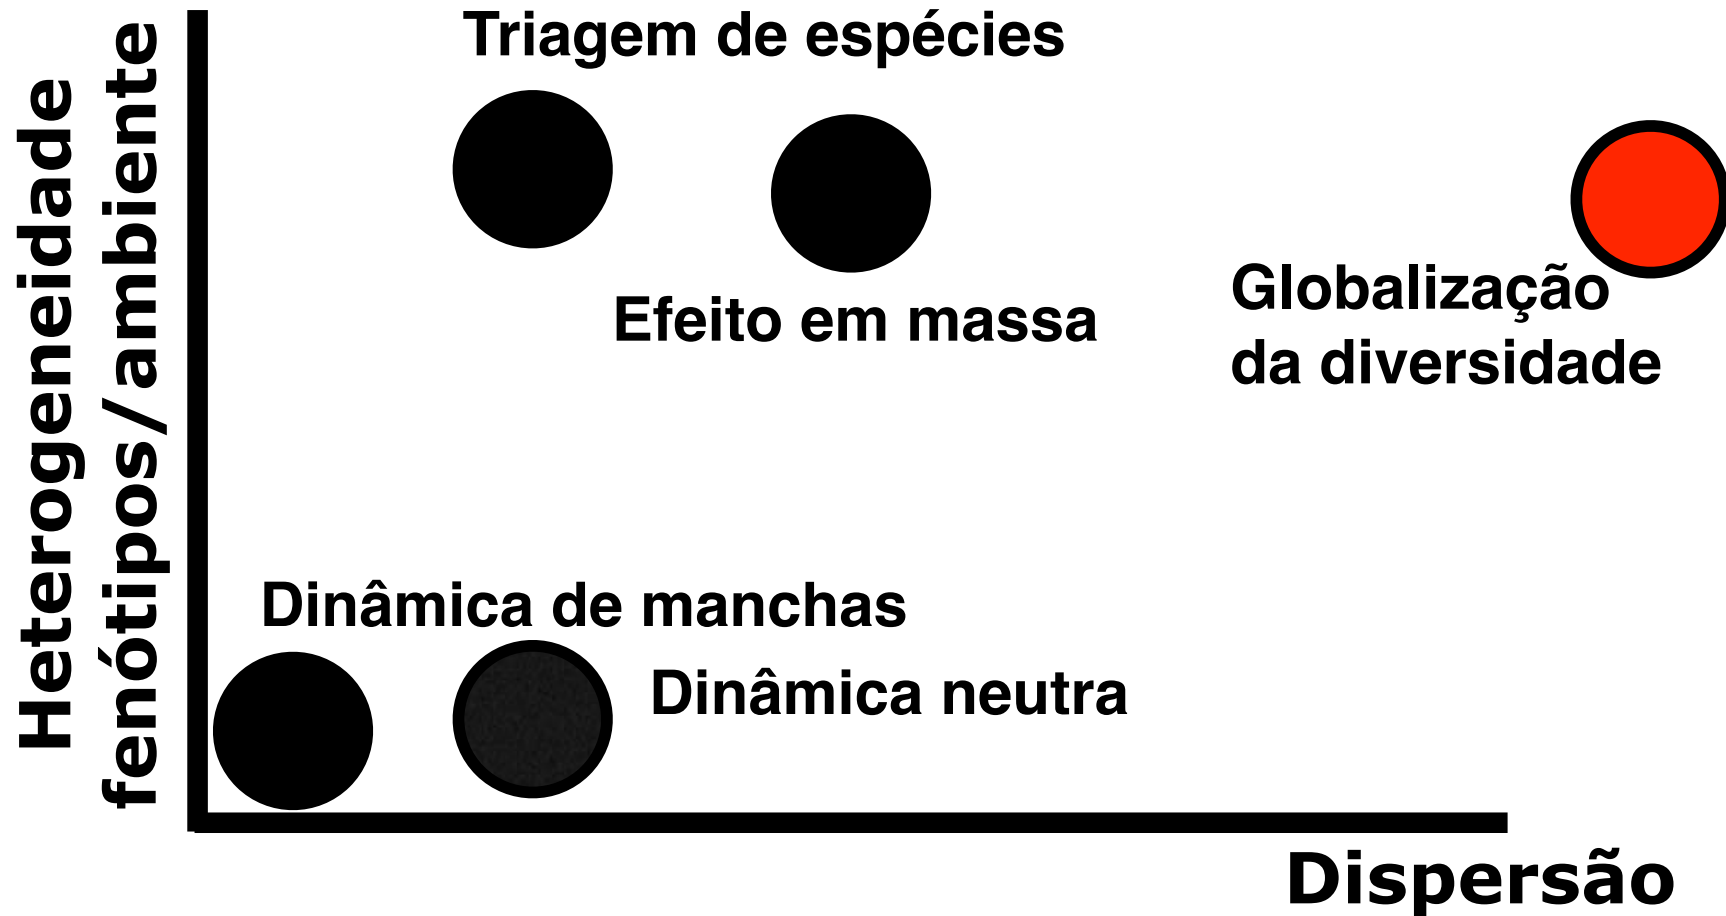 Heterogeneidade
fenótipos/ambiente
Triagem de espécies
Efeito em massa
Globalização
da diversidade
Dinâmica de manchas
Dinâmica neutra
Dispersão